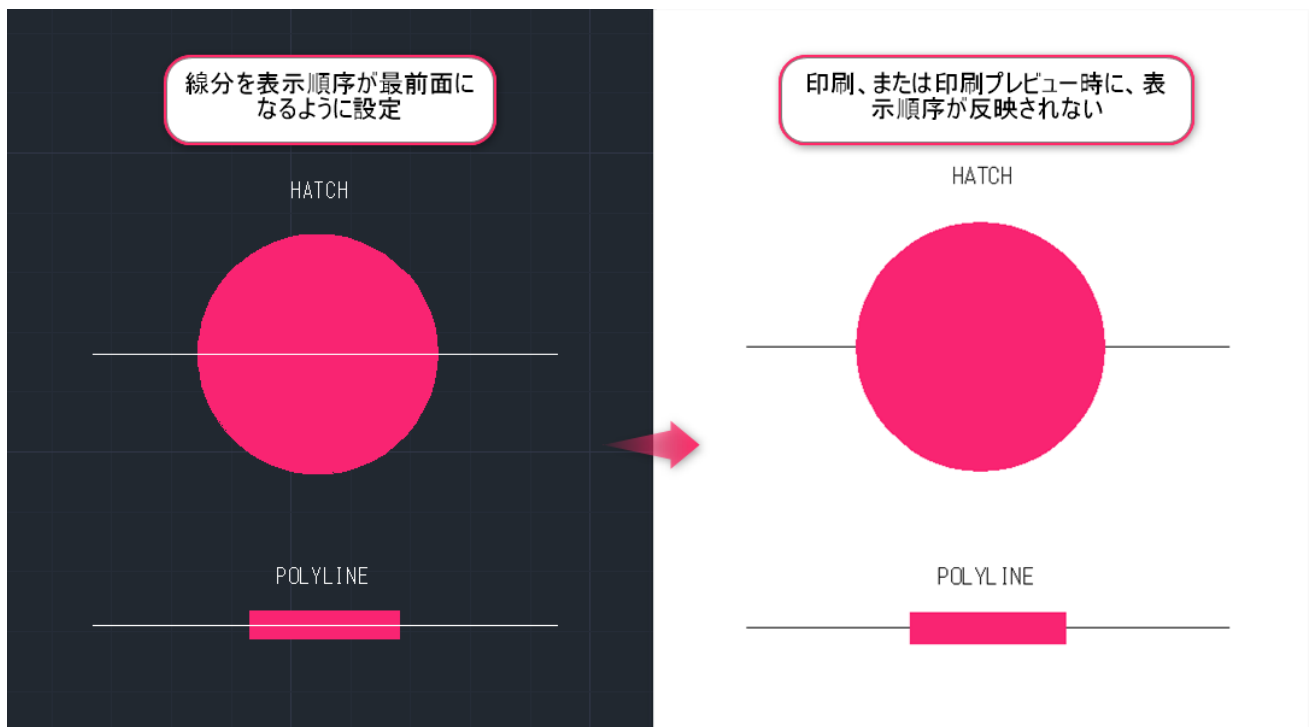 線分を表示順序が最前面に
なるように設定
HATCH
POLYLINE
印刷、または印刷プレビュー時に、表
示順序が反映されない
HATCH
POLYLINE